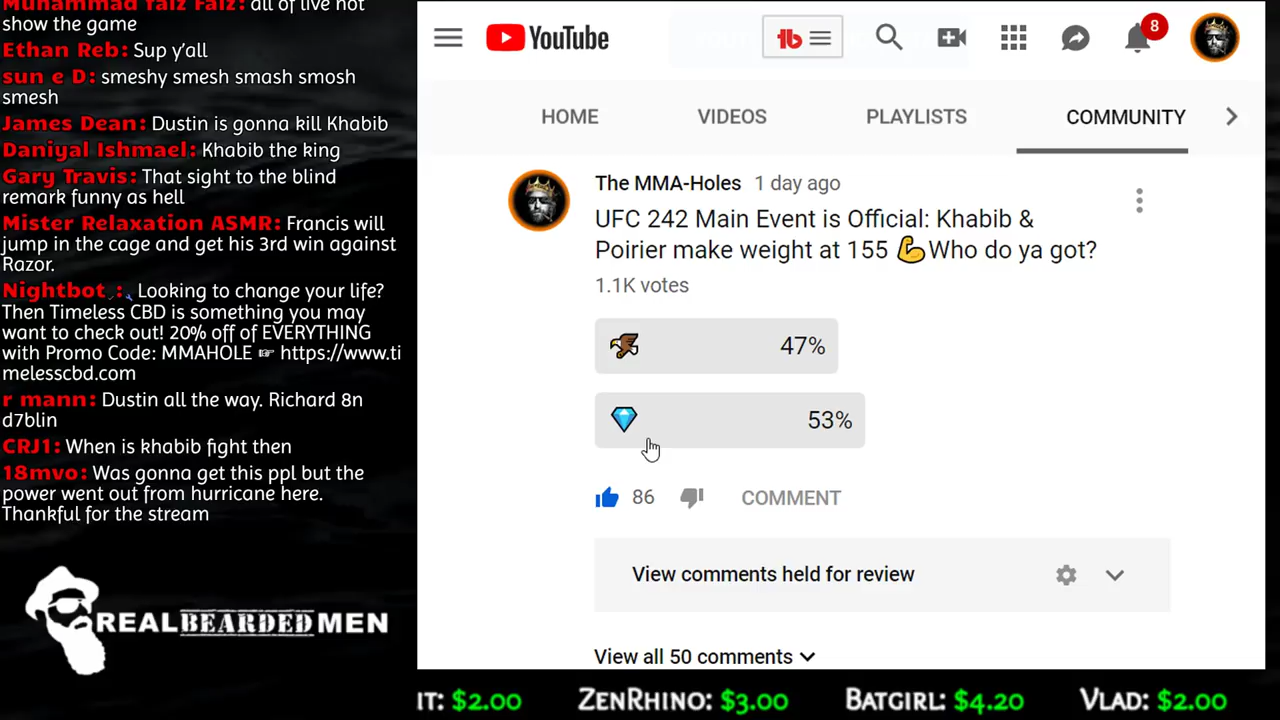 Muhammad faiz Faiz: all of live not
show the game
Ethan Reb: Sup y'all
sun e D: smeshy smesh smash smosh
smesh
James Dean: Dustin is gonna kill Khabib
Daniyal Ishmael: Khabib the king
Gary Travis: That sight to the blind
remark funny as hell
Mister Relaxation ASMR: Francis will
jump in the cage and get his 3rd win against
Razor.
Nightbot : Looking to change your life?
Then Timeless CBD is something you may
want to check out! 20% off of EVERYTHING
with Promo Code: MMAHOLE ☞ https://www.ti
melesscbd.com
r mann: Dustin all the way. Richard 8n
d7blin
CRJ1: When is khabib fight then
18mvo: Was gonna get this ppl but the
power went out from hurricane here.
Thankful for the stream
REAL BEARDED MEN
YouTube
tb
8
HOME VIDEOS PLAYLISTS COMMUNITY
The MMA-Holes 1 day ago
UFC 242 Main Event is Official: Khabib &
Poirier make weight at 155 💪Who do ya got?
1.1K votes
47%
53%
86 COMMENT
View comments held for review
View all 50 comments
IT: $2.00 ZENRHINO: $3.00 BATGIRL: $4.20 VLAD: $2.00